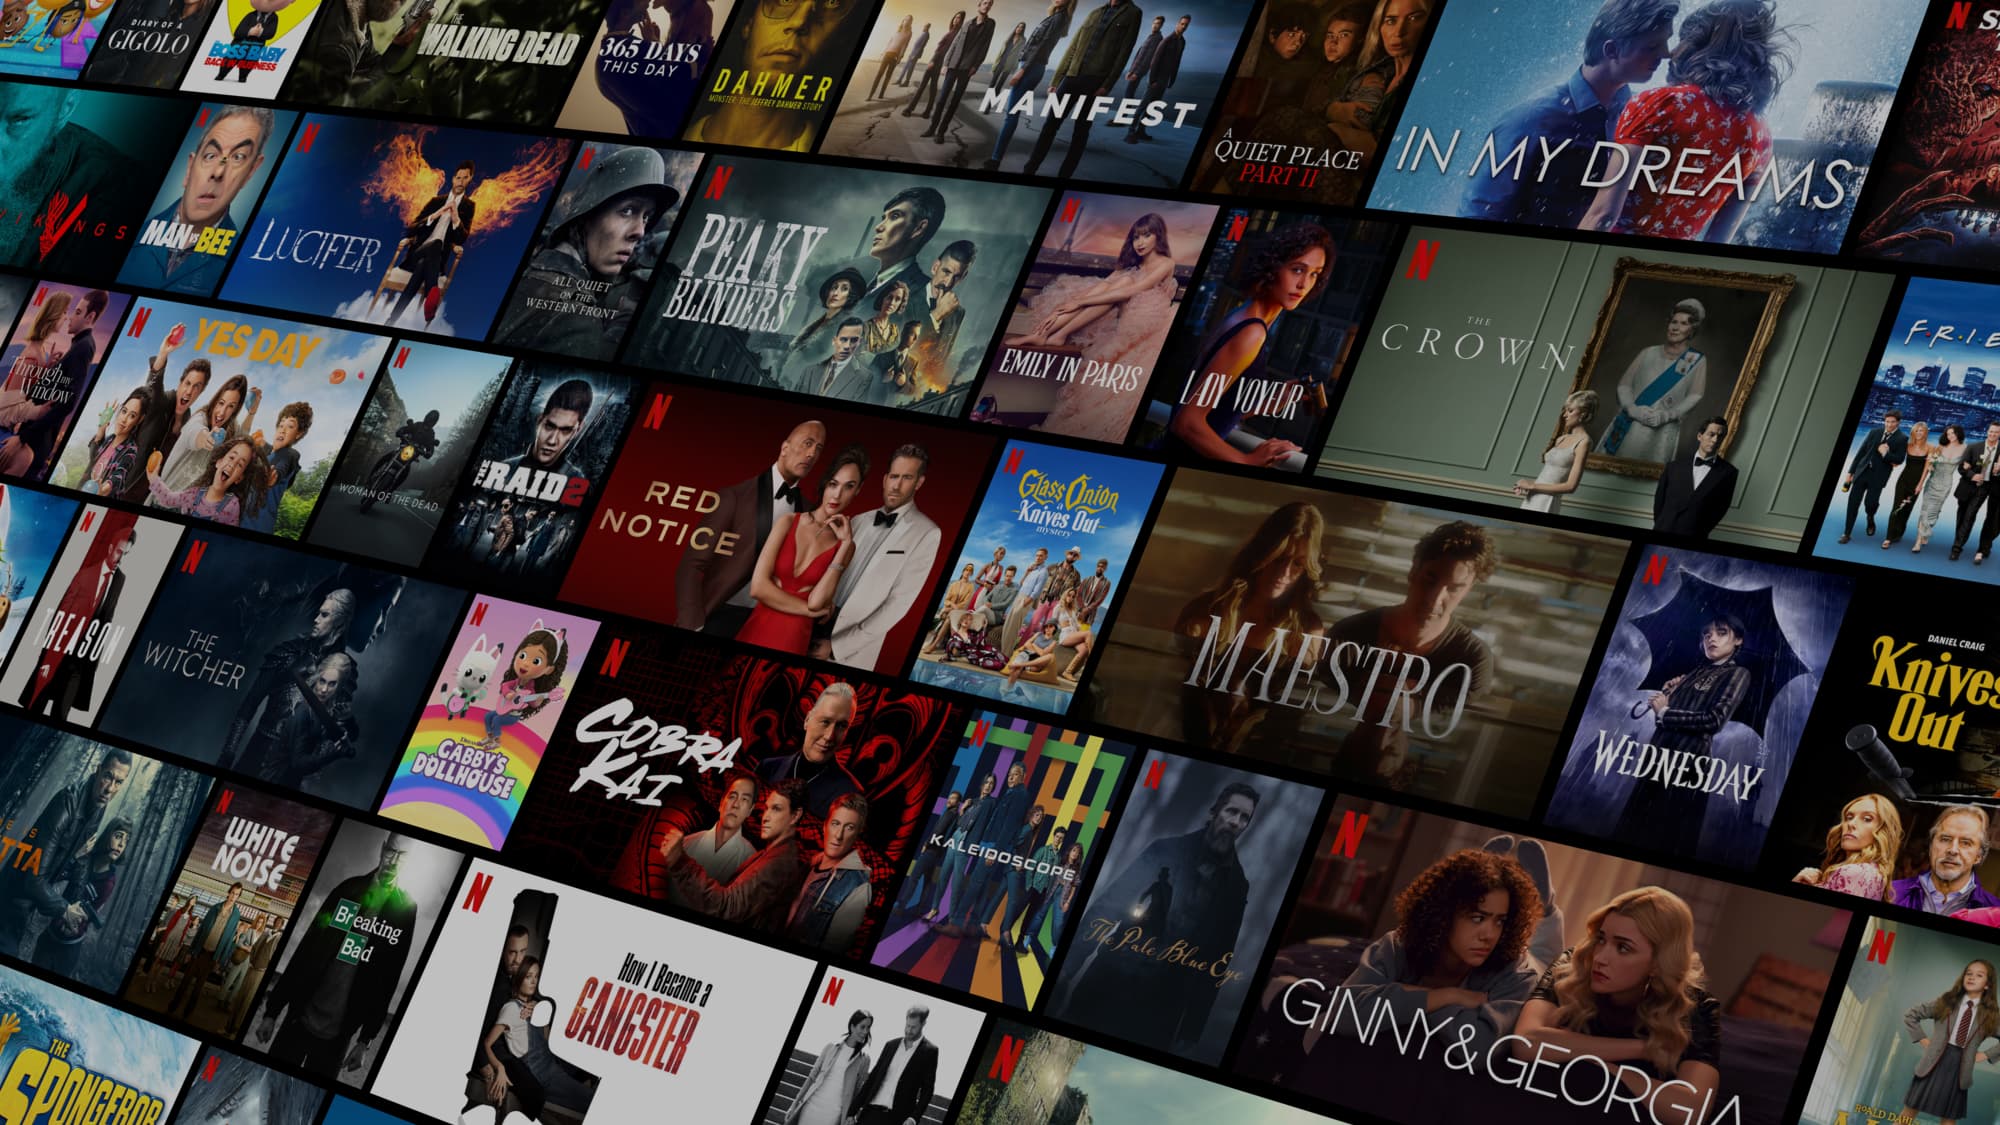 DIARY OF A
GIGOLO
BOSS BABY
BACK IN BUSINESS
THE
WALKING DEAD
365 DAYS
THIS DAY
DAHMER
MONSTER: THE JEFFREY DAHMER STORY
MANIFEST
A
QUIET PLACE
PART II
IN MY DREAMS
N
VIKINGS
N
MAN VS BEE
N
LUCIFER
N
ALL QUIET
ON THE
WESTERN FRONT
N
PEAKY
BLINDERS
N
EMILY IN PARIS
N
LADY VOYEUR
N
THE
CROWN
F·R·I·E
N
Through my
Window
N
YES DAY
N
WOMAN OF THE DEAD
THE
RAID 2
N
RED
NOTICE
N
Glass Onion
a
Knives Out
mystery
MAESTRO
N
WEDNESDAY
DANIEL CRAIG
Knives
Out
N
TREASON
N
THE
WITCHER
N
DreamWorks
GABBY'S
DOLLHOUSE
N
COBRA
KAI
N
KALEIDOSCOPE
N
The Pale Blue Eye
N
GINNY & GEORGIA
N
ROALD DAHL
E IS
TTA
N
WHITE
NOISE
Breaking
Bad
N
How I Became a
GANGSTER
N
N
THE
SPONGEBOB
N